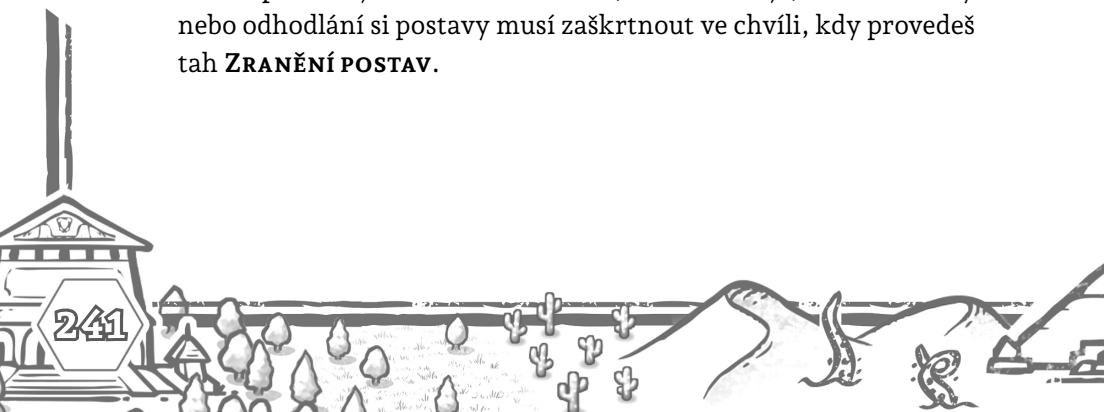 nebo odhodlání si postavy musí zaškrtnout ve chvíli, kdy provedeš
tah ZRANĚNÍ POSTAV.
241